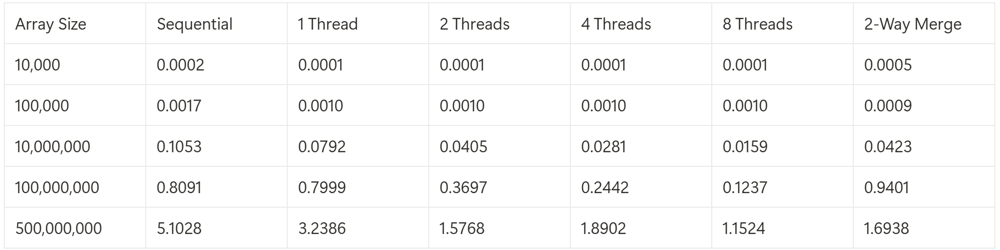 Array Size Sequential 1 Thread 2 Threads 4 Threads 8 Threads 2-Way Merge
10,000 0.0002 0.0001 0.0001 0.0001 0.0001 0.0005
100,000 0.0017 0.0010 0.0010 0.0010 0.0010 0.0009
10,000,000 0.1053 0.0792 0.0405 0.0281 0.0159 0.0423
100,000,000 0.8091 0.7999 0.3697 0.2442 0.1237 0.9401
500,000,000 5.1028 3.2386 1.5768 1.8902 1.1524 1.6938